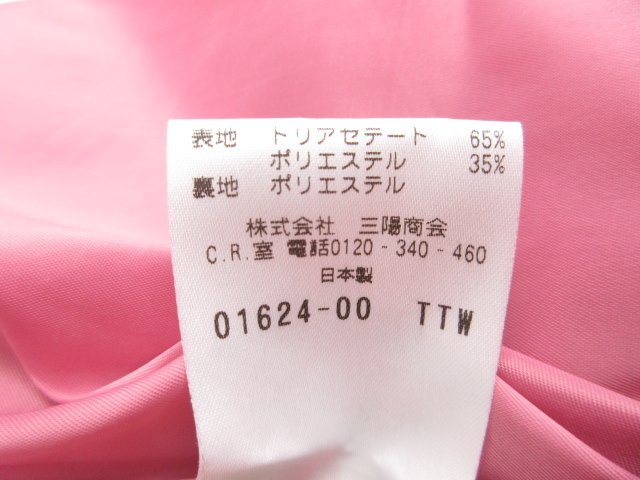 表地 トリアセテート 65%
ポリエステル 35%
裏地 ポリエステル
株式会社 三陽商会
C.R.室 電話0120-340-460
日本製
01624-00 TTW